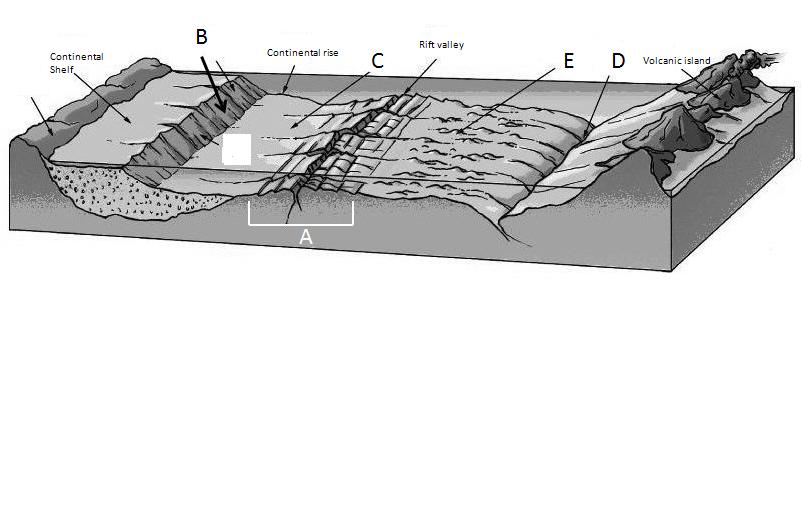 B
Continental
Shelf
Continental rise
C
Rift valley
E
D
Volcanic island
A